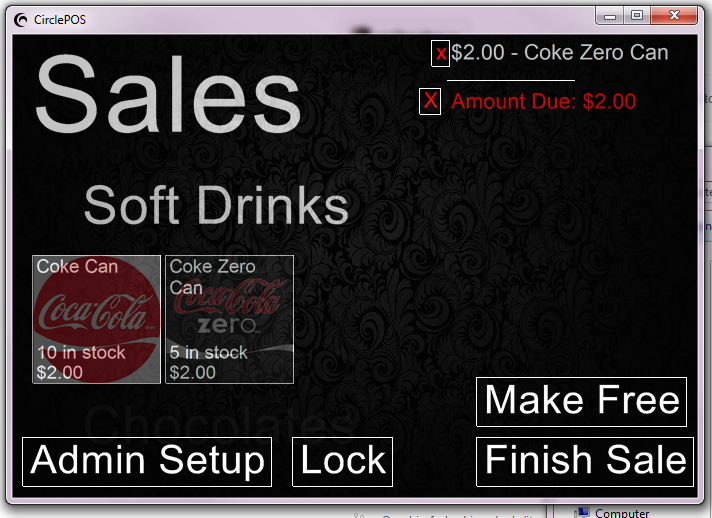 CirclePOS
x $2.00 - Coke Zero Can
X Amount Due: $2.00
Sales
Soft Drinks
Coke Can
Coca-Cola
10 in stock
$2.00
Coke Zero
Can
Coca-Cola
zero
5 in stock
$2.00
Chocolates
Make Free
Admin Setup
Lock
Finish Sale
Computer